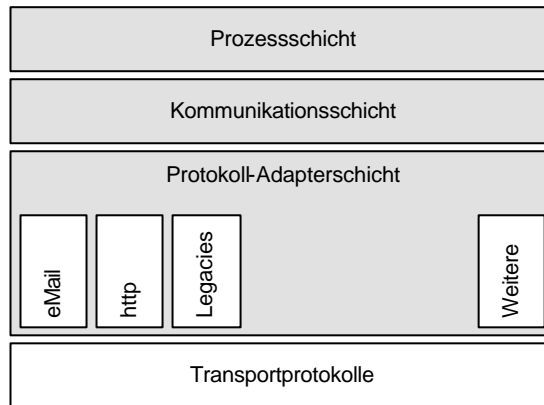 Prozessschicht
Kommunikationsschicht
Protokoll-Adapterschicht
eMail
http
Legacies
Weitere
Transportprotokolle